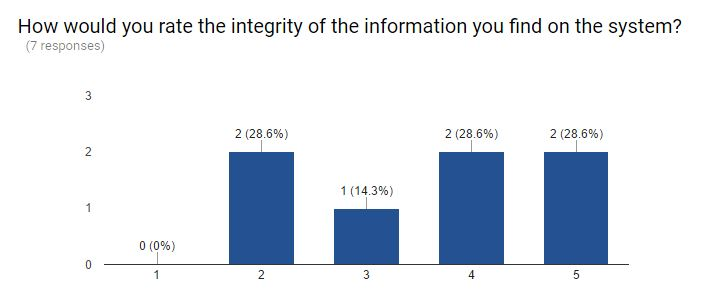 How would you rate the integrity of the information you find on the system?
(7 responses)
3
2 (28.6%) 2 (28.6%) 2 (28.6%)
2
1 (14.3%)
1
0 (0%)
0
1 2 3 4 5